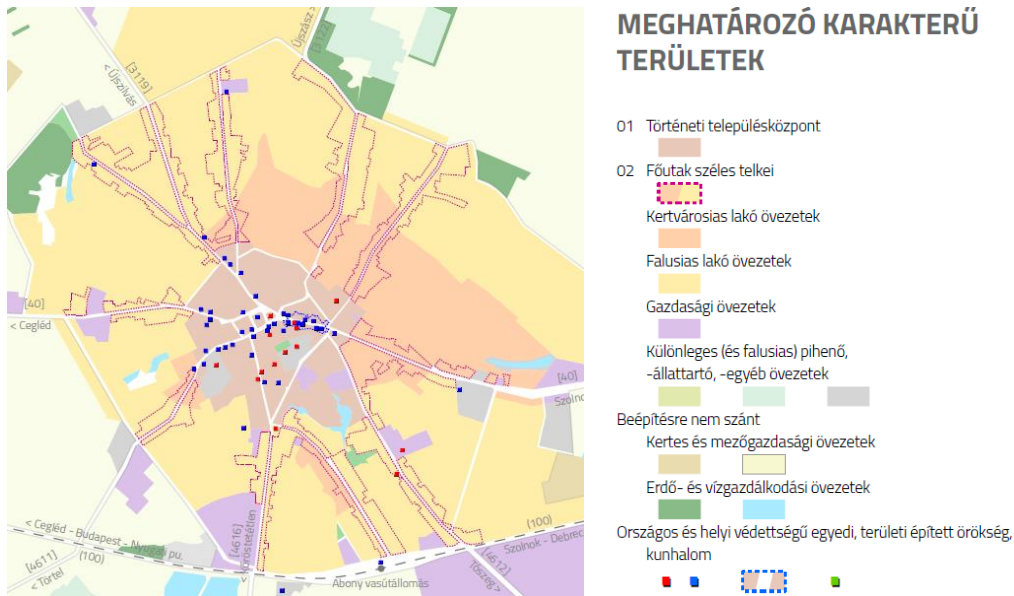 Újszász >
[3122]
[3119]
< Újszilvás
[40]
< Cegléd
[40]
< Cegléd - Budapest - Nyugati pu.
(100)
[4611]
< Törtel
[4616]
Abony vasútállomás
(100)
Szolnok - Debrec
[4612]
Tószeg >
MEGHATÁROZÓ KARAKTERŰ
TERÜLETEK
01 Történeti településközpont
02 Főutak széles telkei
Kertvárosias lakó övezetek
Falusias lakó övezetek
Gazdasági övezetek
Különleges (és falusias) pihenő,
-állattartó, -egyéb övezetek
Beépítésre nem szánt
Kertes és mezőgazdasági övezetek
Erdő- és vízgazdálkodási övezetek
Országos és helyi védettségű egyedi, területi épített örökség,
kunhalom